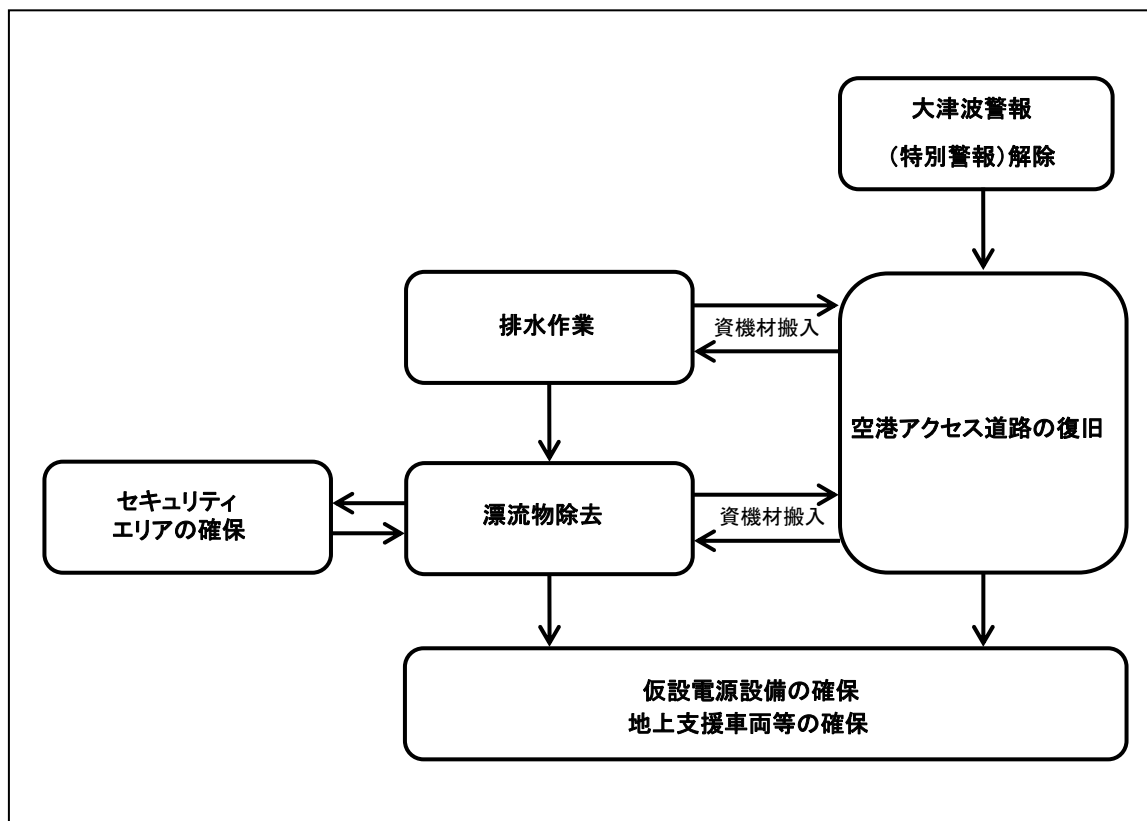 大津波警報
（特別警報）解除
排水作業
資機材搬入
空港アクセス道路の復旧
セキュリティ
エリアの確保
漂流物除去
資機材搬入
仮設電源設備の確保
地上支援車両等の確保